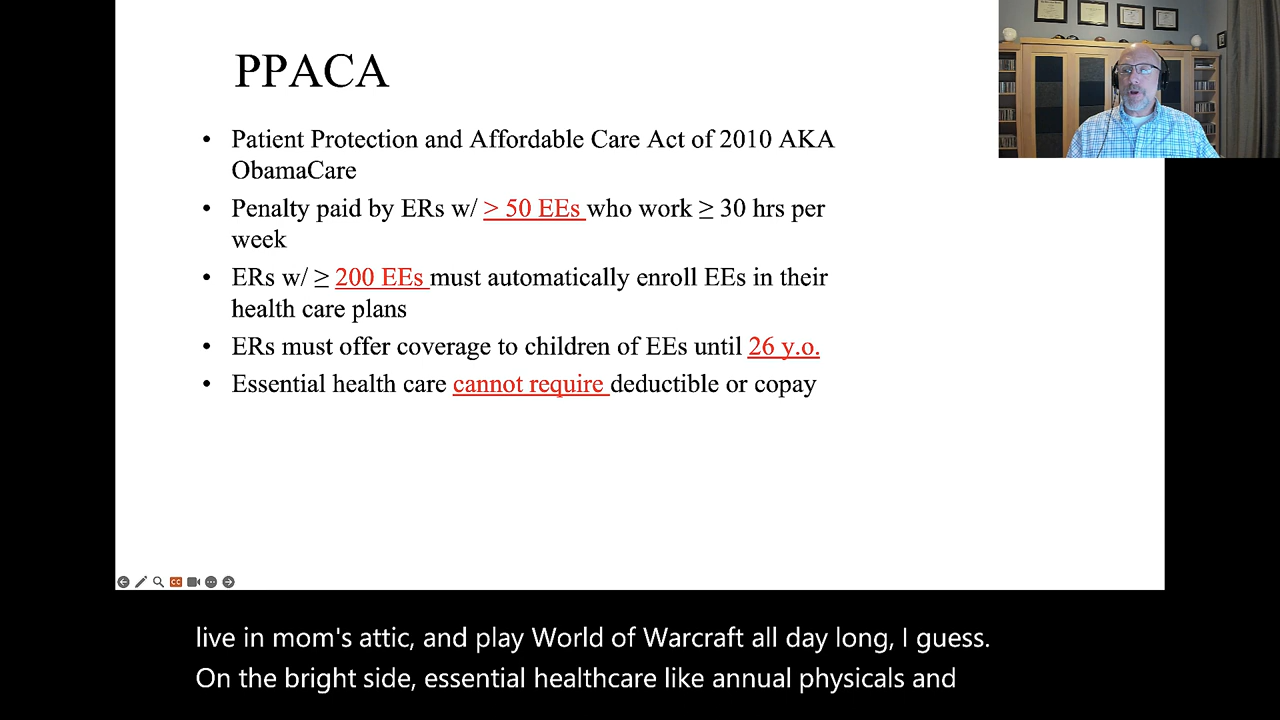 PPACA
• Patient Protection and Affordable Care Act of 2010 AKA
ObamaCare
• Penalty paid by ERs w/ > 50 EEs who work ≥ 30 hrs per
week
• ERs w/ ≥ 200 EEs must automatically enroll EEs in their
health care plans
• ERs must offer coverage to children of EEs until 26 y.o.
• Essential health care cannot require deductible or copay
CC
live in mom's attic, and play World of Warcraft all day long, I guess.
On the bright side, essential healthcare like annual physicals and